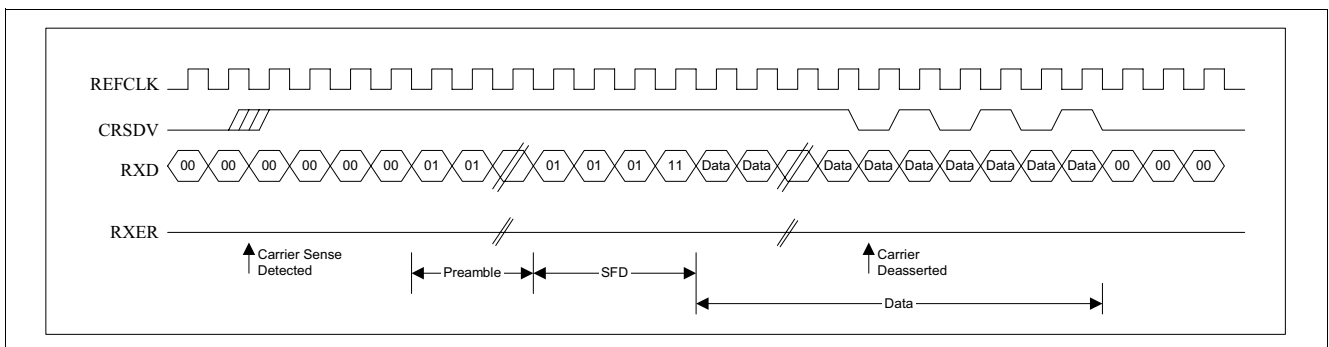 REFCLK
CRSDV
RXD 00 00 00 00 00 00 01 01 01 01 01 11 Data Data Data Data Data Data Data Data Data 00 00 00
RXER
Carrier Sense
Detected
Carrier
Deasserted
Preamble
SFD
Data